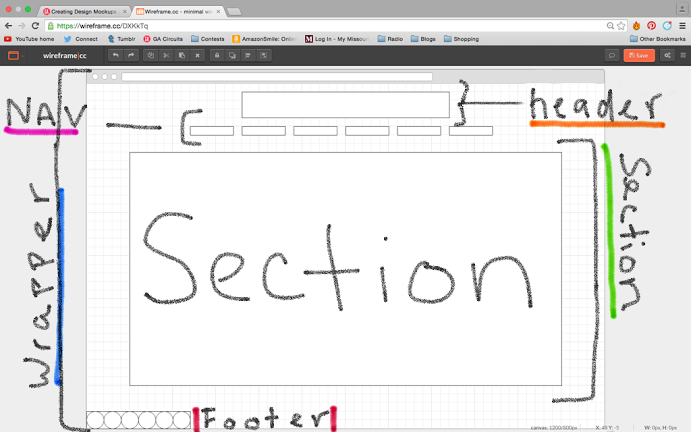 Creating Design Mockups
Wireframe.cc - minimal wi
https://wireframe.cc/DXKkTq
YouTube home
Connect
Tumblr
GA Circuits
Contests
AmazonSmile: Onlin
Log In - My Missour
Radio
Blogs
Shopping
Other Bookmarks
wireframe|cc
Save
NAV
header
Wrapper
Section
Section
Footer
canvas: 1200/800px
X: 49 Y: -5
W: 0px, H: 0px